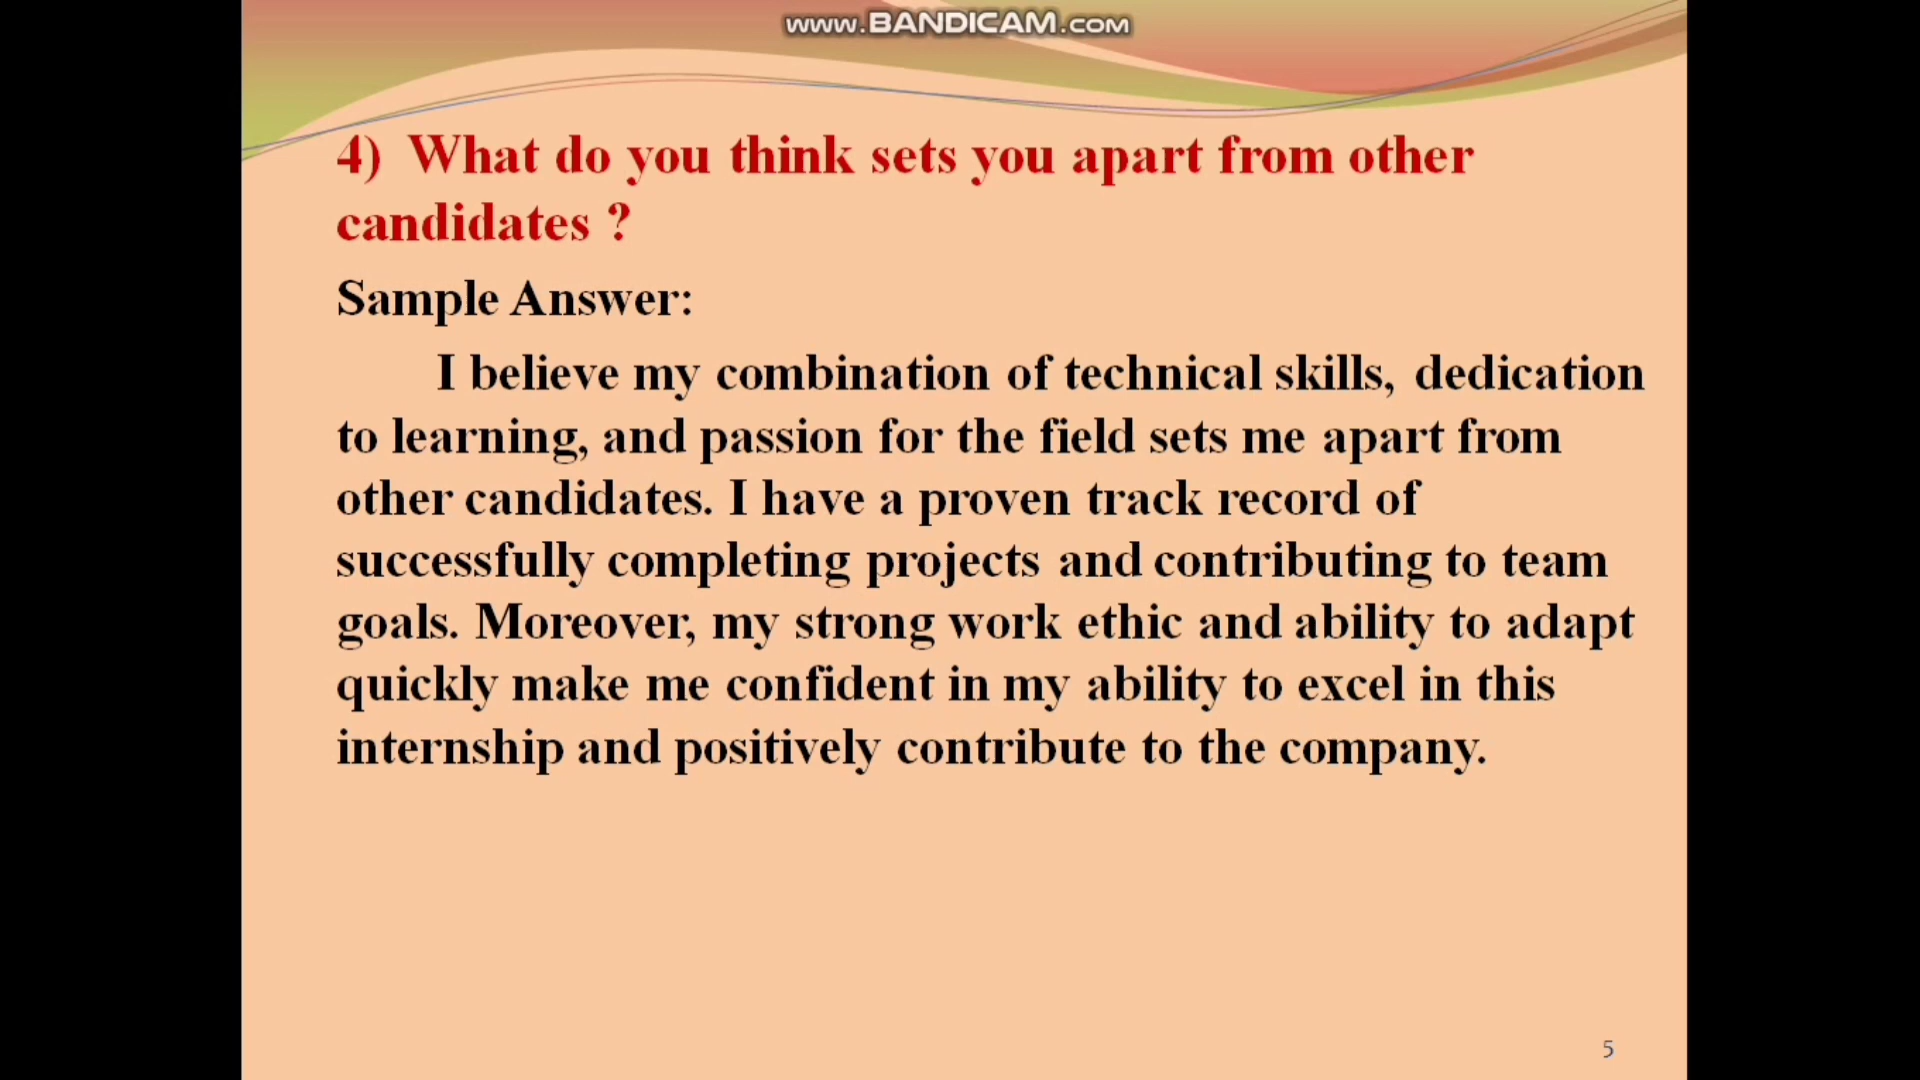 www.BANDICAM.com
4) What do you think sets you apart from other
candidates ?
Sample Answer:
I believe my combination of technical skills, dedication
to learning, and passion for the field sets me apart from
other candidates. I have a proven track record of
successfully completing projects and contributing to team
goals. Moreover, my strong work ethic and ability to adapt
quickly make me confident in my ability to excel in this
internship and positively contribute to the company.
5